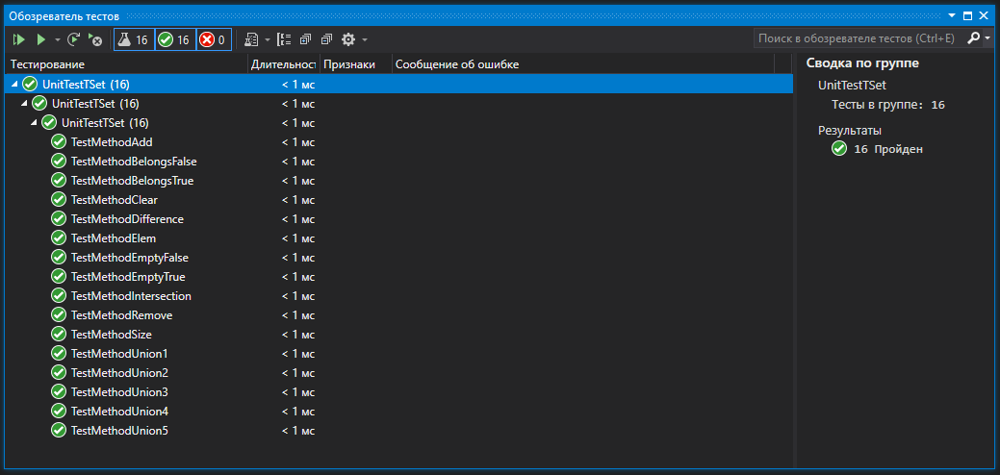 Обозреватель тестов
16 16 0 Поиск в обозревателе тестов (Ctrl+E)
Тестирование Длительнос Признаки Сообщение об ошибке
UnitTestTSet (16) < 1 мс
UnitTestTSet (16) < 1 мс
UnitTestTSet (16) < 1 мс
TestMethodAdd < 1 мс
TestMethodBelongsFalse < 1 мс
TestMethodBelongsTrue < 1 мс
TestMethodClear < 1 мс
TestMethodDifference < 1 мс
TestMethodElem < 1 мс
TestMethodEmptyFalse < 1 мс
TestMethodEmptyTrue < 1 мс
TestMethodIntersection < 1 мс
TestMethodRemove < 1 мс
TestMethodSize < 1 мс
TestMethodUnion1 < 1 мс
TestMethodUnion2 < 1 мс
TestMethodUnion3 < 1 мс
TestMethodUnion4 < 1 мс
TestMethodUnion5 < 1 мс
Сводка по группе
UnitTestTSet
Тесты в группе: 16
Результаты
16 Пройден